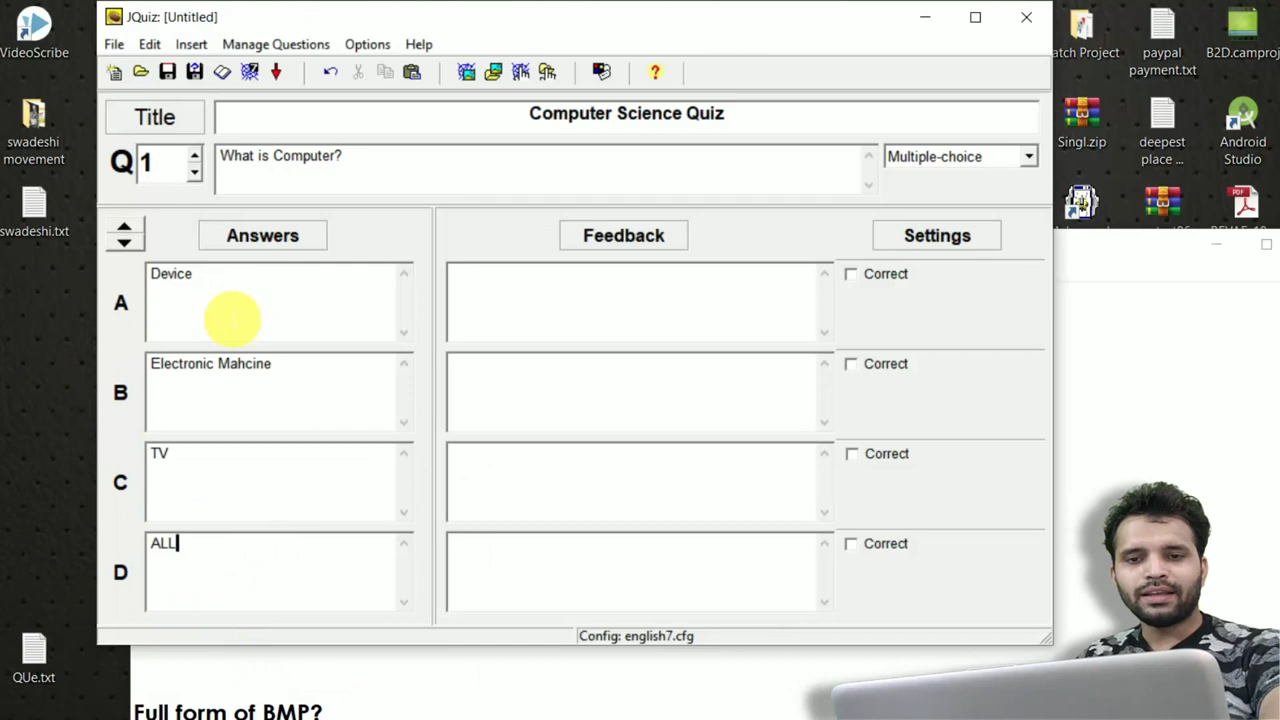 JQuiz: [Untitled]
File Edit Insert Manage Questions Options Help
Title
Computer Science Quiz
Q 1
What is Computer?
Multiple-choice
Answers
Feedback
Settings
A
Device
Correct
B
Electronic Mahcine
Correct
C
TV
Correct
D
ALL
Correct
Config: english7.cfg
VideoScribe
swadeshi
movement
swadeshi.txt
QUe.txt
atch Project
paypal
payment.txt
B2D.camproj
Singl.zip
deepest
place ...
Android
Studio
PDF
Full form of BMP?